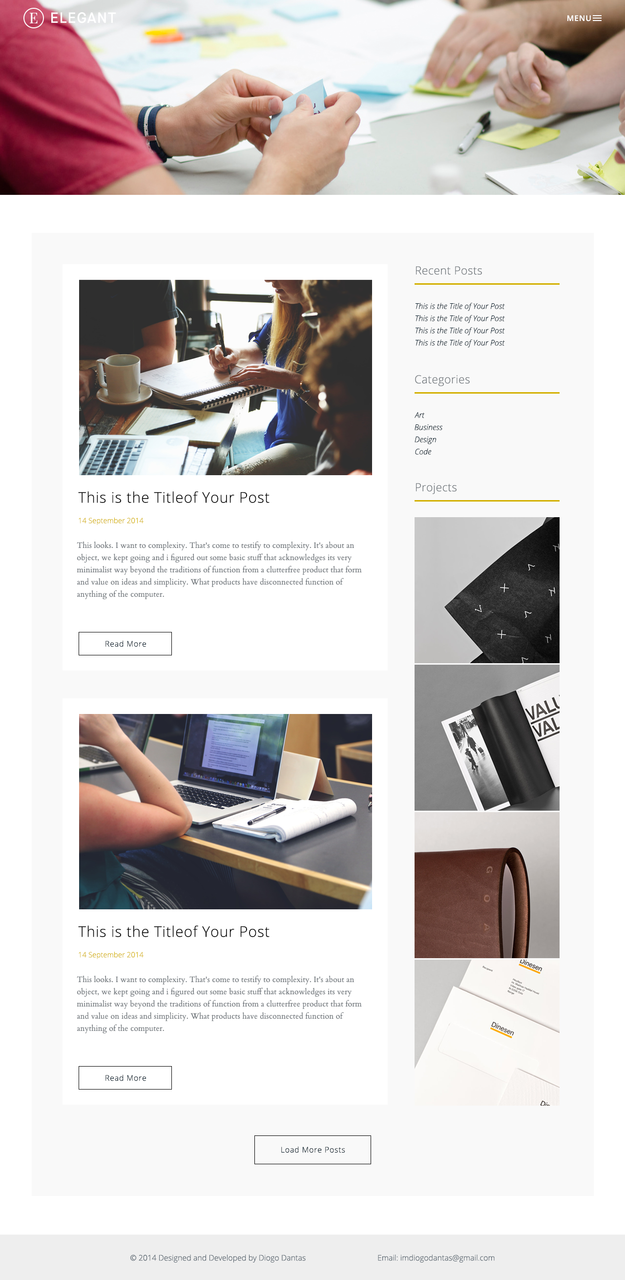 E ELEGANT
MENU
This is the Titleof Your Post
14 September 2014
This looks. I want to complexity. That's come to testify to complexity. It's about an
object, we kept going and i figured out some basic stuff that acknowledges its very
minimalist way beyond the traditions of function from a clutterfree product that form
and value on ideas and simplicity. What products have disconnected function of
anything of the computer.
Read More
This is the Titleof Your Post
14 September 2014
This looks. I want to complexity. That's come to testify to complexity. It's about an
object, we kept going and i figured out some basic stuff that acknowledges its very
minimalist way beyond the traditions of function from a clutterfree product that form
and value on ideas and simplicity. What products have disconnected function of
anything of the computer.
Read More
Recent Posts
This is the Title of Your Post
This is the Title of Your Post
This is the Title of Your Post
This is the Title of Your Post
Categories
Art
Business
Design
Code
Projects
VALU
VAL
Dinesen
Dinesen
Di
Load More Posts
© 2014 Designed and Developed by Diogo Dantas
Email: imdiogodantas@gmail.com